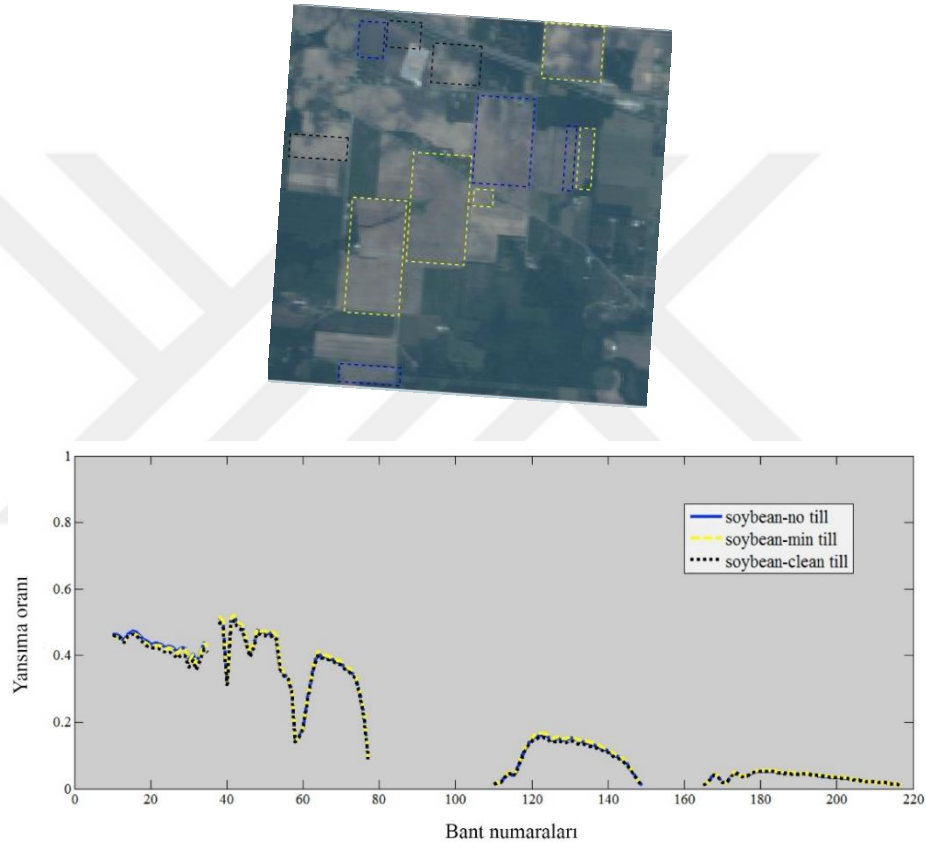 1
0.8
0.6
0.4
0.2
0
Yansıma oranı
soybean-no till
soybean-min till
soybean-clean till
0 20 40 60 80 100 120 140 160 180 200 220
Bant numaraları